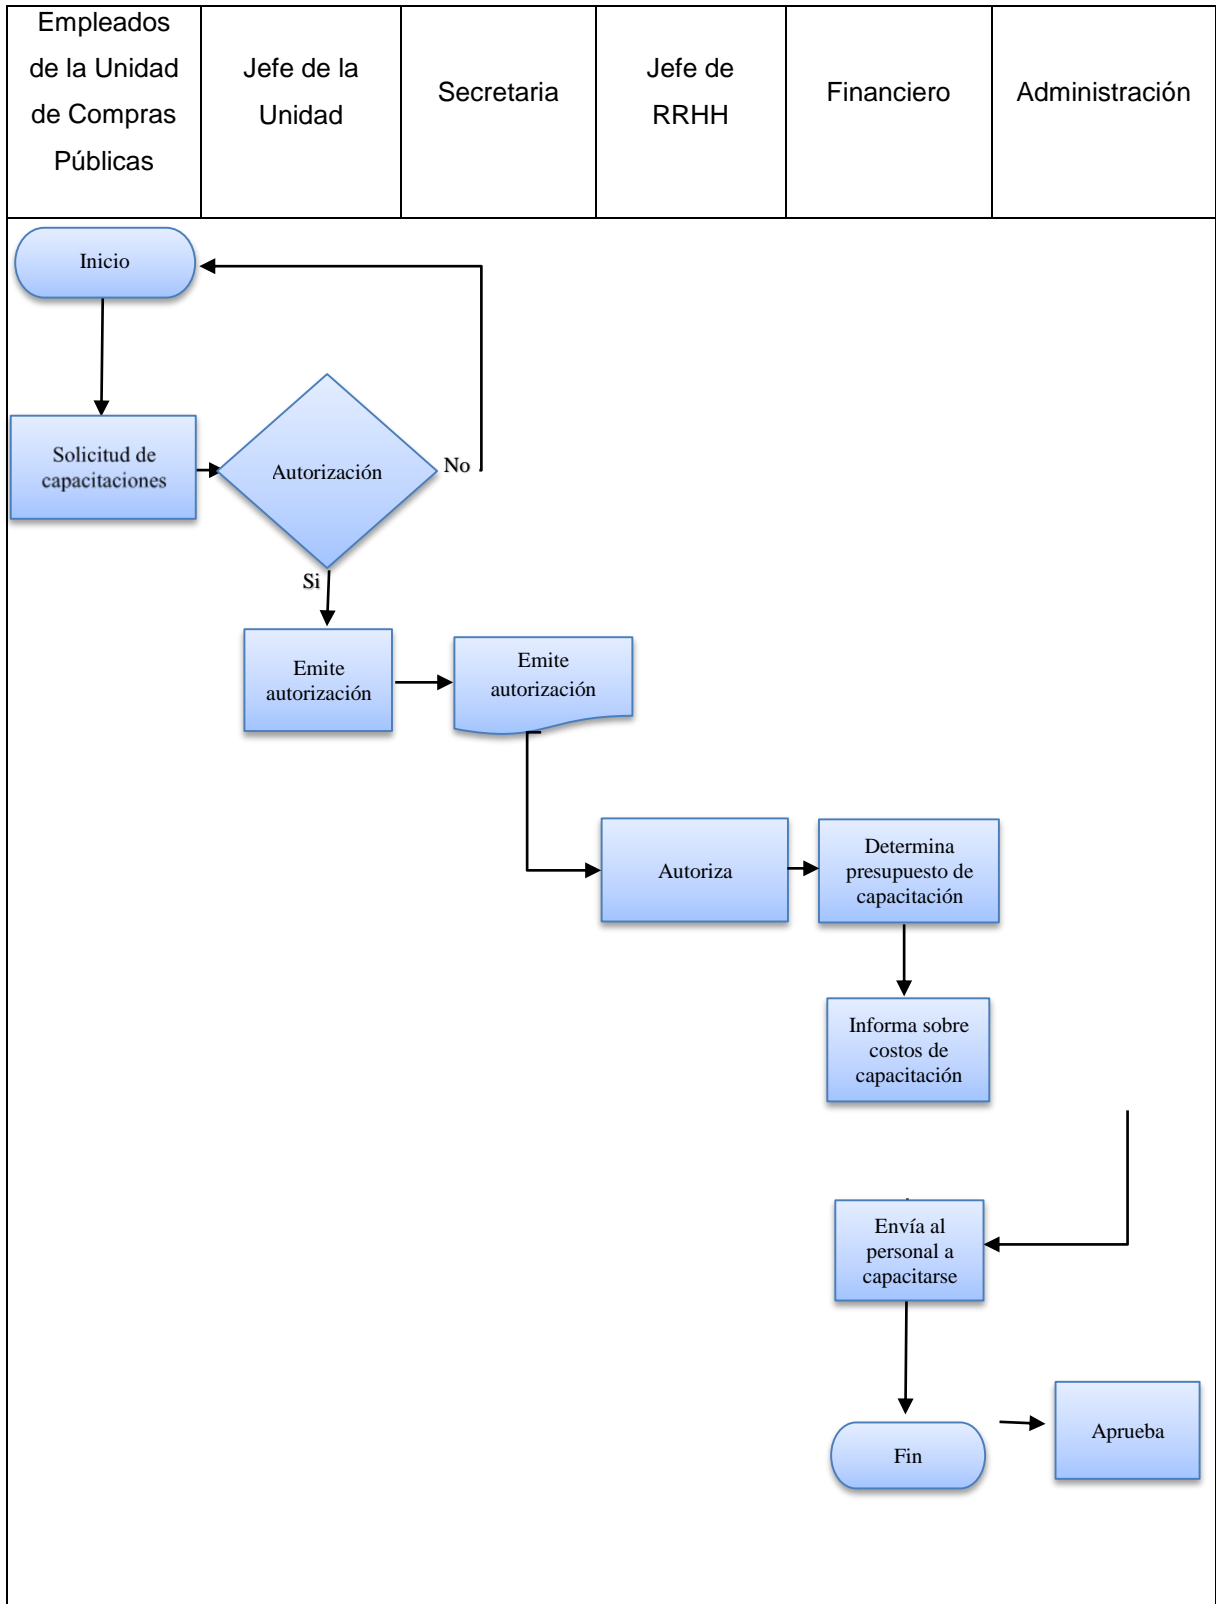 Empleados
de la Unidad
de Compras
Públicas
Jefe de la
Unidad
Secretaria
Jefe de
RRHH
Financiero
Administración
Inicio
Solicitud de
capacitaciones
Autorización
No
Si
Emite
autorización
Emite
autorización
Autoriza
Determina
presupuesto de
capacitación
Informa sobre
costos de
capacitación
Envía al
personal a
capacitarse
Fin
Aprueba